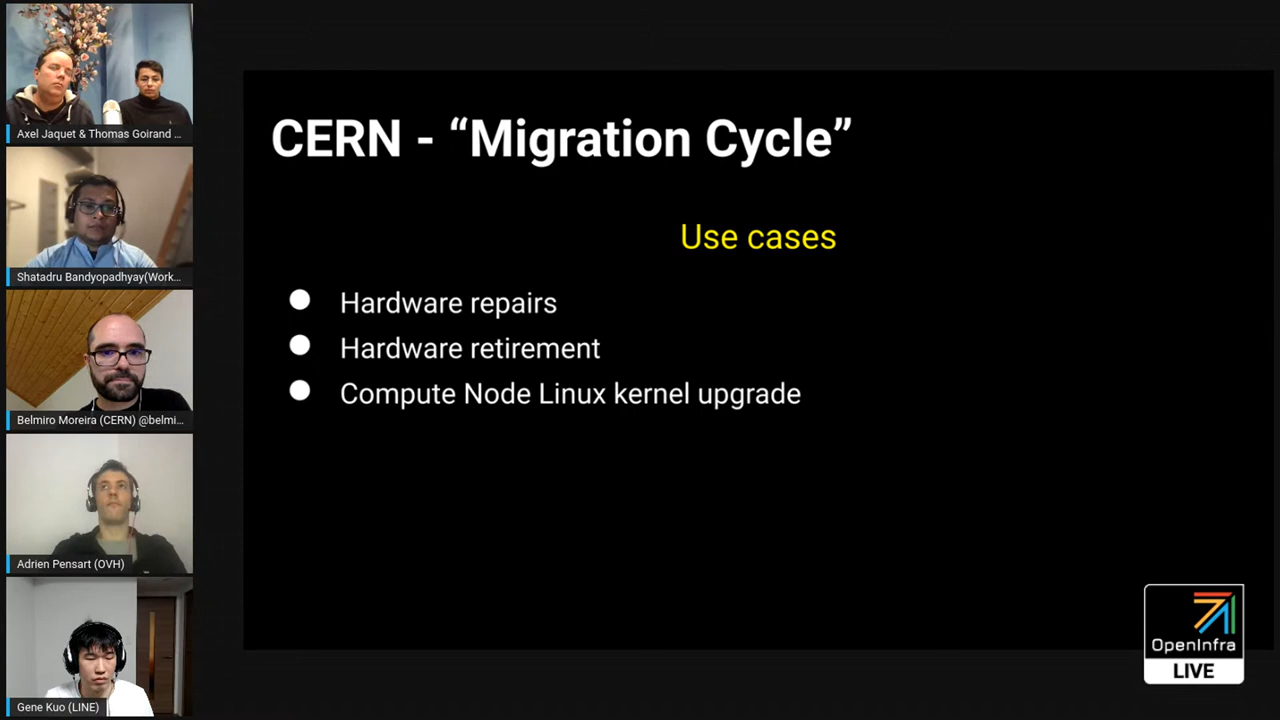 Axel Jaquet & Thomas Goirand ...
Shatadru Bandyopadhyay(Work...
Belmiro Moreira (CERN) @belmi...
Adrien Pensart (OVH)
Gene Kuo (LINE)
CERN - “Migration Cycle”
Use cases
Hardware repairs
Hardware retirement
Compute Node Linux kernel upgrade
OpenInfra
LIVE